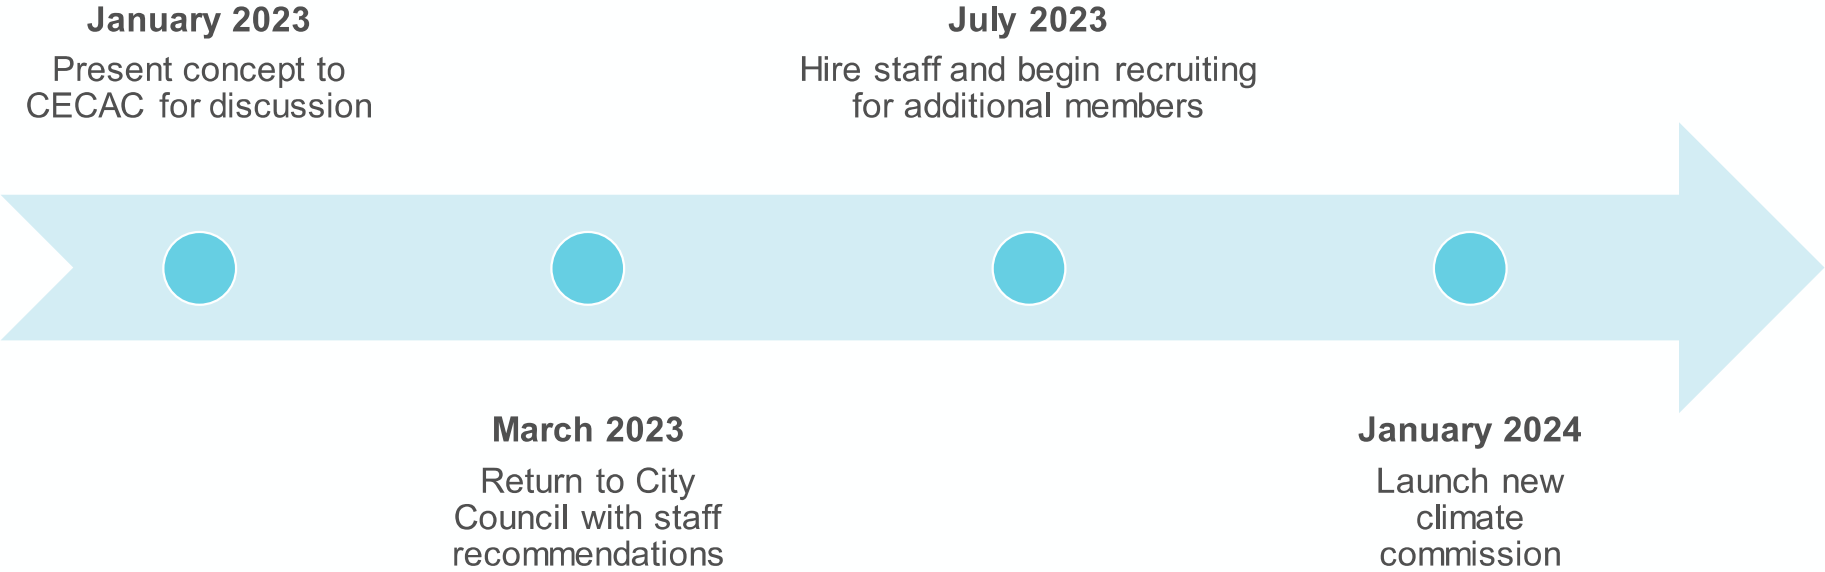 January 2023
Present concept to
CECAC for discussion
March 2023
Return to City
Council with staff
recommendations
July 2023
Hire staff and begin recruiting
for additional members
January 2024
Launch new
climate
commission